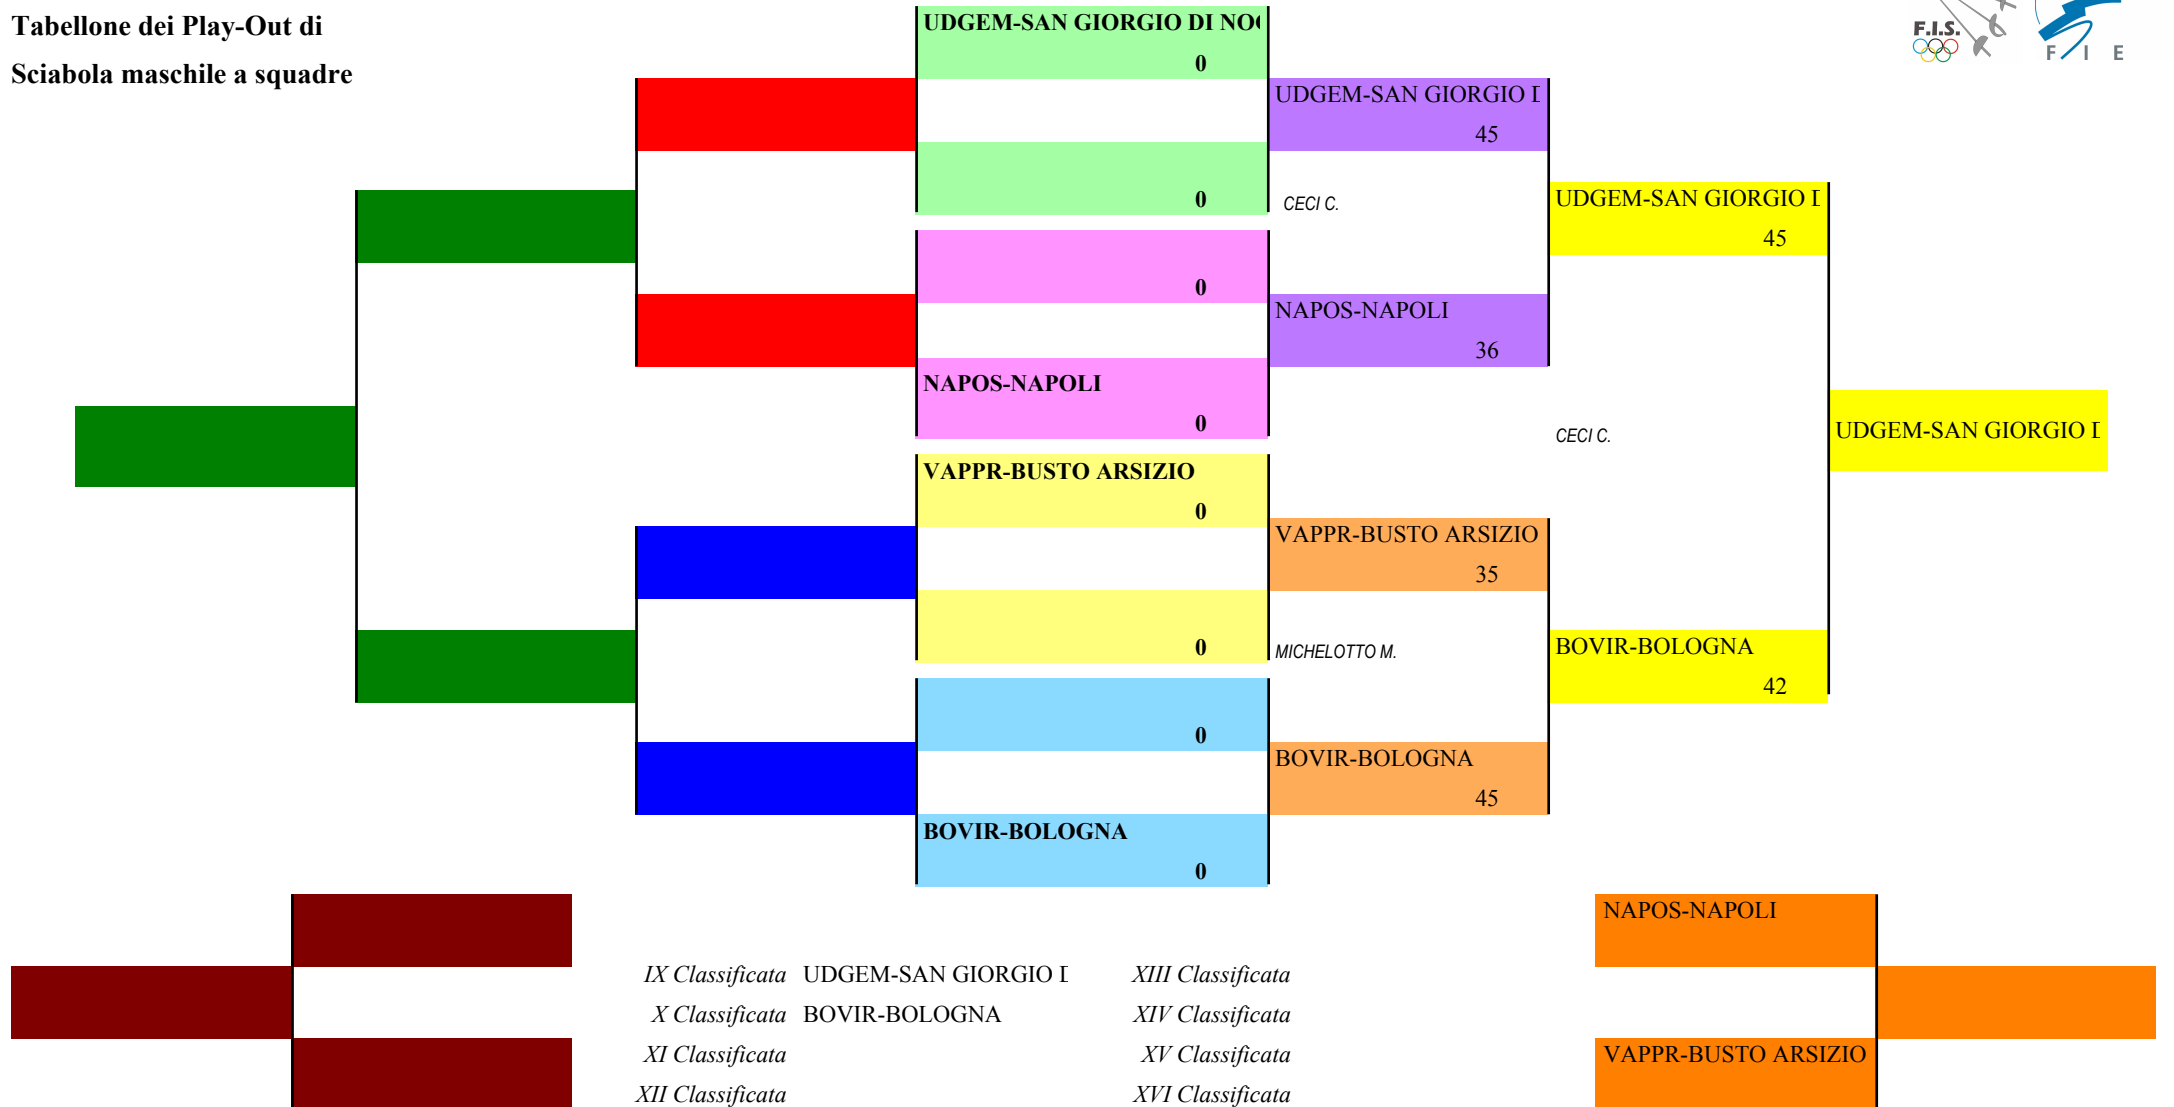 Tabellone dei Play-Out di
Sciabola maschile a squadre
F.I.S.
F I E
UDGEM-SAN GIORGIO DI NO
0
0
0
NAPOS-NAPOLI
0
VAPPR-BUSTO ARSIZIO
0
0
0
BOVIR-BOLOGNA
0
UDGEM-SAN GIORGIO
45
CECI C.
NAPOS-NAPOLI
36
VAPPR-BUSTO ARSIZIO
35
MICHELOTTO M.
BOVIR-BOLOGNA
45
UDGEM-SAN GIORGIO
45
CECI C.
BOVIR-BOLOGNA
42
UDGEM-SAN GIORGIO
IX Classificata UDGEM-SAN GIORGIO
X Classificata BOVIR-BOLOGNA
XI Classificata
XII Classificata
XIII Classificata
XIV Classificata
XV Classificata
XVI Classificata
NAPOS-NAPOLI
VAPPR-BUSTO ARSIZIO